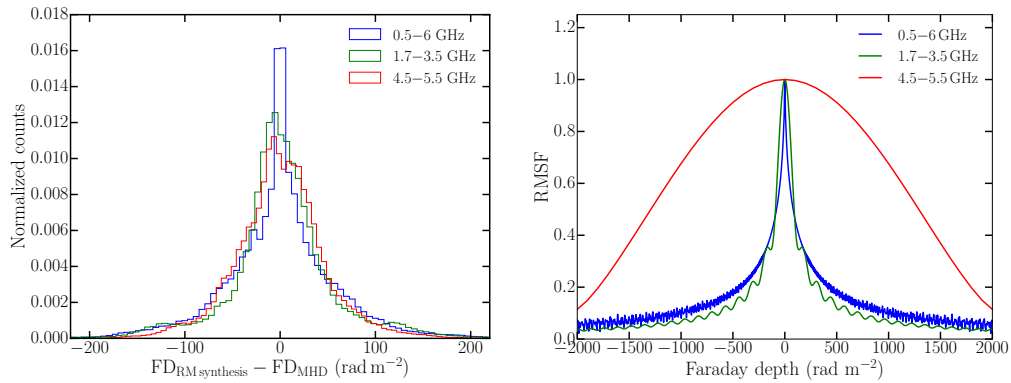 0.018
0.016
0.014
0.012
0.010
0.008
0.006
0.004
0.002
0.000
Normalized counts
0.5−6 GHz
1.7−3.5 GHz
4.5−5.5 GHz
−200 −100 0 100 200
FD_RM synthesis − FD_MHD (rad m⁻²)
1.2
1.0
0.8
0.6
0.4
0.2
0.0
RMSF
0.5−6 GHz
1.7−3.5 GHz
4.5−5.5 GHz
−2000 −1500 −1000 −500 0 500 1000 1500 2000
Faraday depth (rad m⁻²)